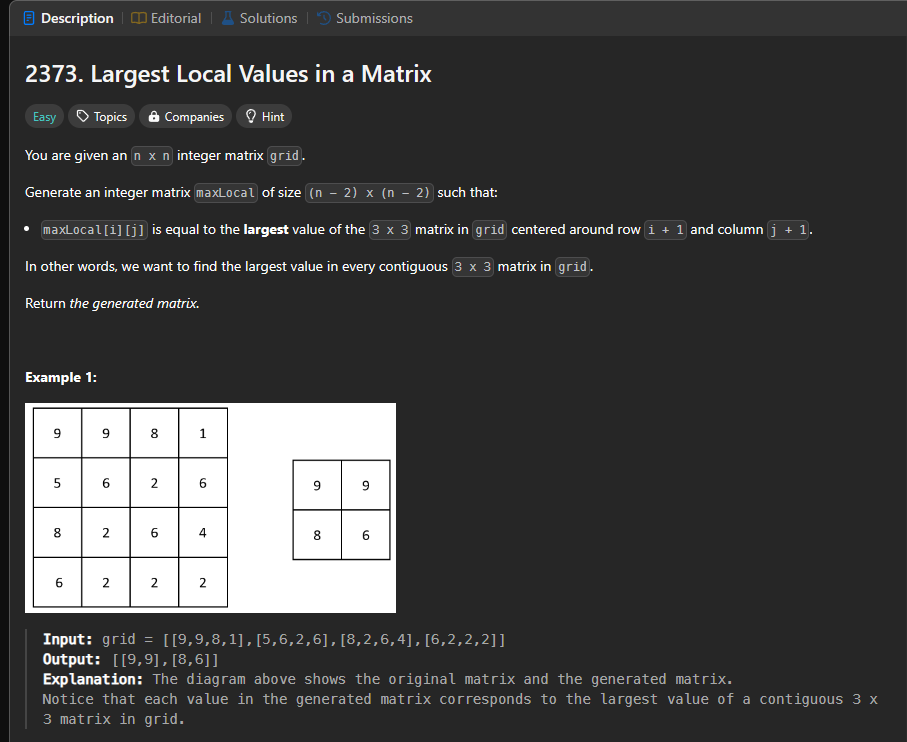 Description | Editorial | Solutions | Submissions
2373. Largest Local Values in a Matrix
Easy Topics Companies Hint
You are given an n x n integer matrix grid.
Generate an integer matrix maxLocal of size (n - 2) x (n - 2) such that:
• maxLocal[i][j] is equal to the largest value of the 3 x 3 matrix in grid centered around row i + 1 and column j + 1.
In other words, we want to find the largest value in every contiguous 3 x 3 matrix in grid.
Return the generated matrix.
Example 1:
9 9 8 1
5 6 2 6
8 2 6 4
6 2 2 2
9 9
8 6
Input: grid = [[9,9,8,1],[5,6,2,6],[8,2,6,4],[6,2,2,2]]
Output: [[9,9],[8,6]]
Explanation: The diagram above shows the original matrix and the generated matrix.
Notice that each value in the generated matrix corresponds to the largest value of a contiguous 3 x
3 matrix in grid.